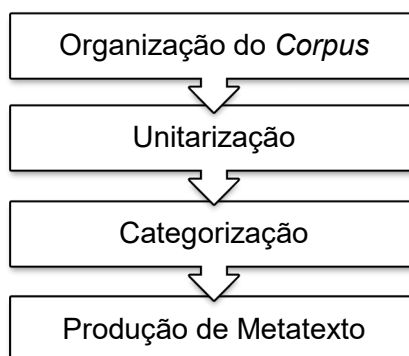 Organização do Corpus
Unitarização
Categorização
Produção de Metatexto